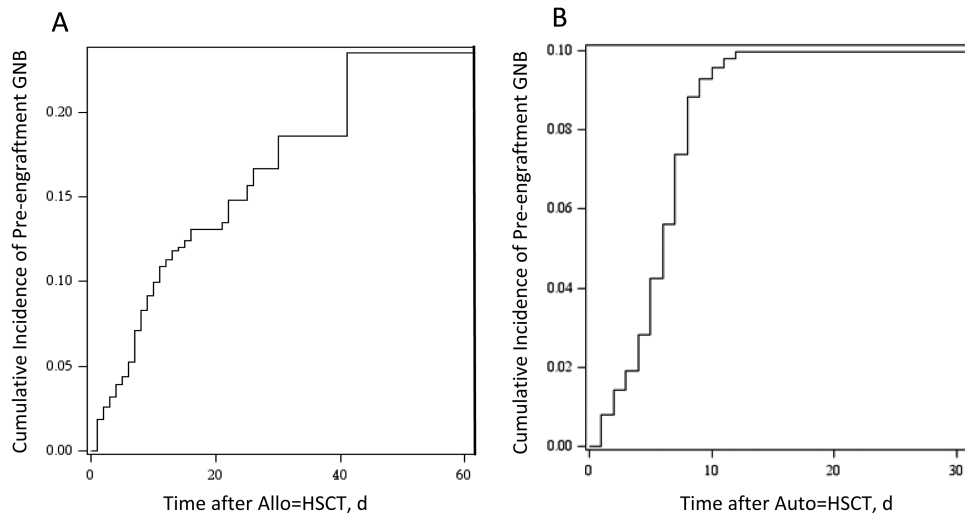 A
Cumulative Incidence of Pre-engraftment GNB
0.20
0.15
0.10
0.05
0.00
0 20 40 60
Time after Allo=HSCT, d
B
Cumulative Incidence of Pre-engraftment GNB
0.10
0.08
0.06
0.04
0.02
0.00
0 10 20 30
Time after Auto=HSCT, d